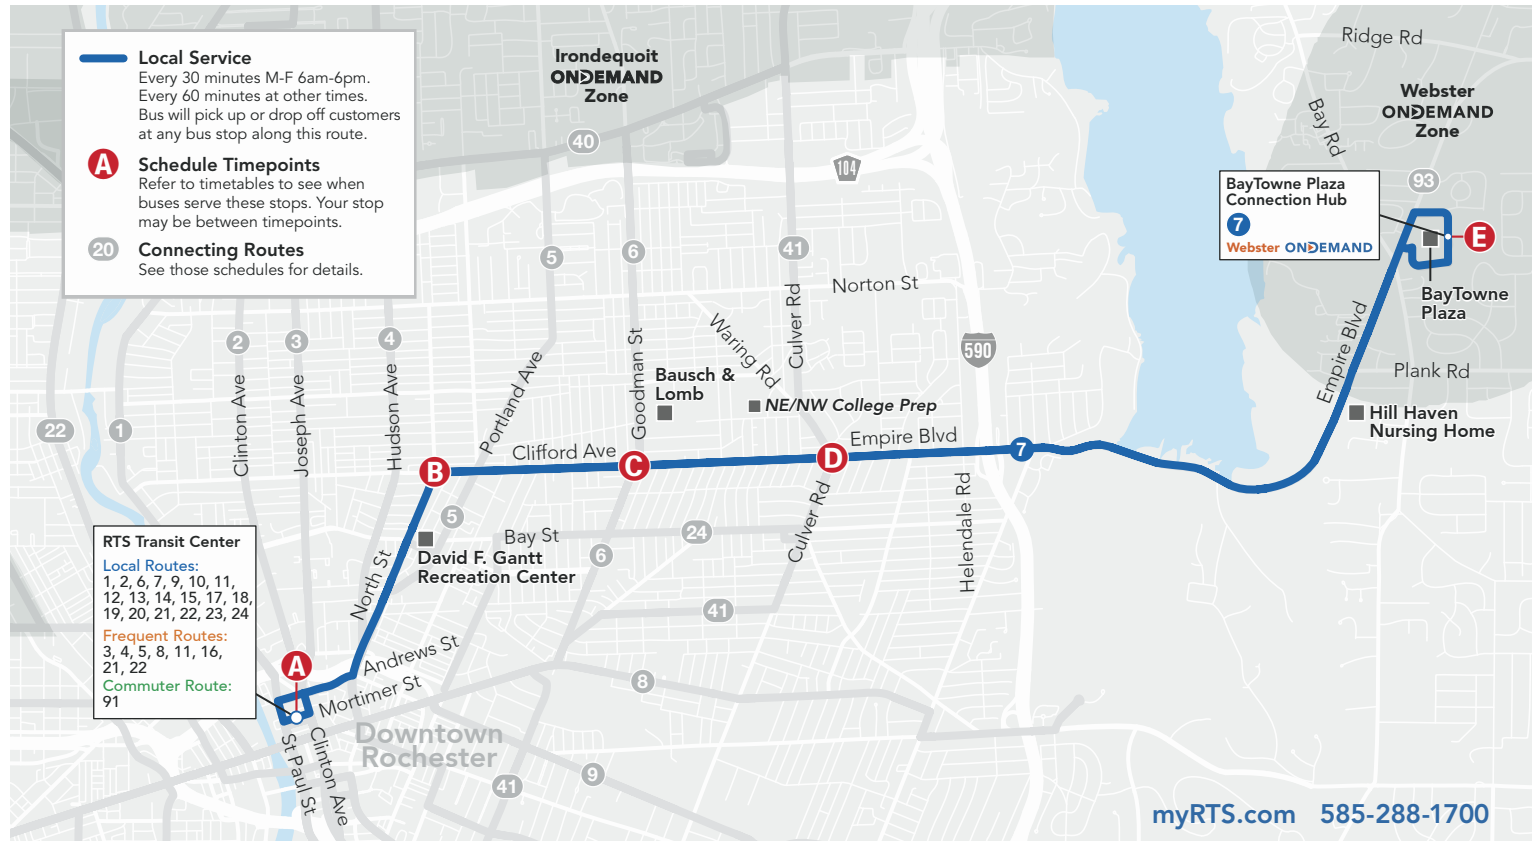 Local Service
Every 30 minutes M-F 6am-6pm.
Every 60 minutes at other times.
Bus will pick up or drop off customers
at any bus stop along this route.
A
Schedule Timepoints
Refer to timetables to see when
buses serve these stops. Your stop
may be between timepoints.
20
Connecting Routes
See those schedules for details.
Irondequoit
ONDEMAND
Zone
40
104
Ridge Rd
Webster
ONDEMAND
Zone
Bay Rd
93
BayTowne Plaza
Connection Hub
7
Webster ONDEMAND
E
BayTowne
Plaza
5
6
41
Norton St
Culver Rd
Waring Rd
590
Empire Blvd
Plank Rd
2
3
4
Goodman St
Portland Ave
Bausch &
Lomb
NE/NW College Prep
Hill Haven
Nursing Home
22
1
Clinton Ave
Joseph Ave
Hudson Ave
B
Clifford Ave
C
D
Empire Blvd
7
5
Bay St
24
6
Culver Rd
Helendale Rd
David F. Gantt
Recreation Center
North St
41
RTS Transit Center
Local Routes:
1, 2, 6, 7, 9, 10, 11,
12, 13, 14, 15, 17, 18,
19, 20, 21, 22, 23, 24
Frequent Routes:
3, 4, 5, 8, 11, 16,
21, 22
Commuter Route:
91
A
Andrews St
Mortimer St
8
Downtown
Rochester
St Paul St
Clinton Ave
41
9
myRTS.com 585-288-1700